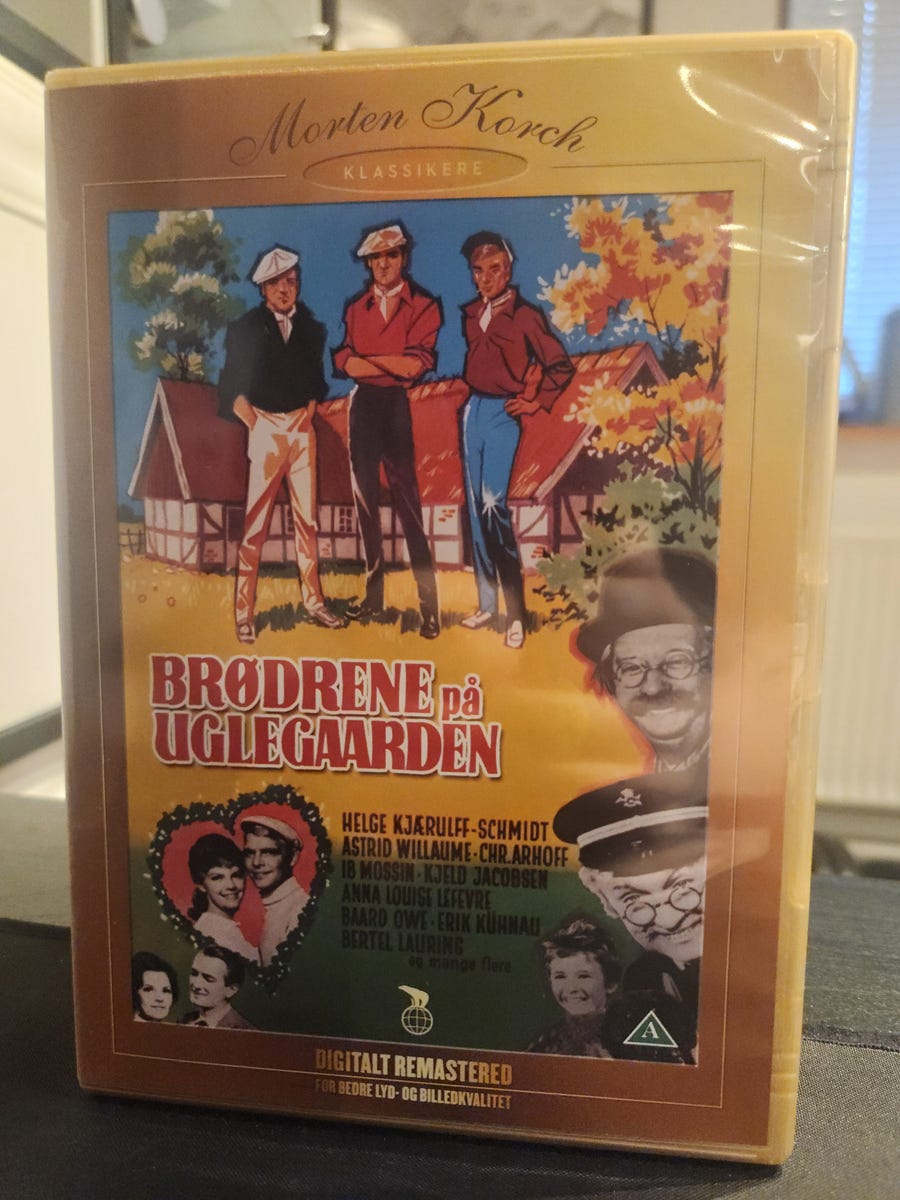 Morten Korch
KLASSIKERE
BRØDRENE på
UGLEGAARDEN
HELGE KJÆRULFF-SCHMIDT
ASTRID WILLAUME · CHR. ARHOFF
IB MOSSIN · KJELD JACOBSEN
ANNA LOUISE LEFEVRE
BAARD OWE · ERIK KÜHNAU
BERTEL LAURING
og mange flere
A
DIGITALT REMASTERED
FOR BEDRE LYD- OG BILLEDKVALITET